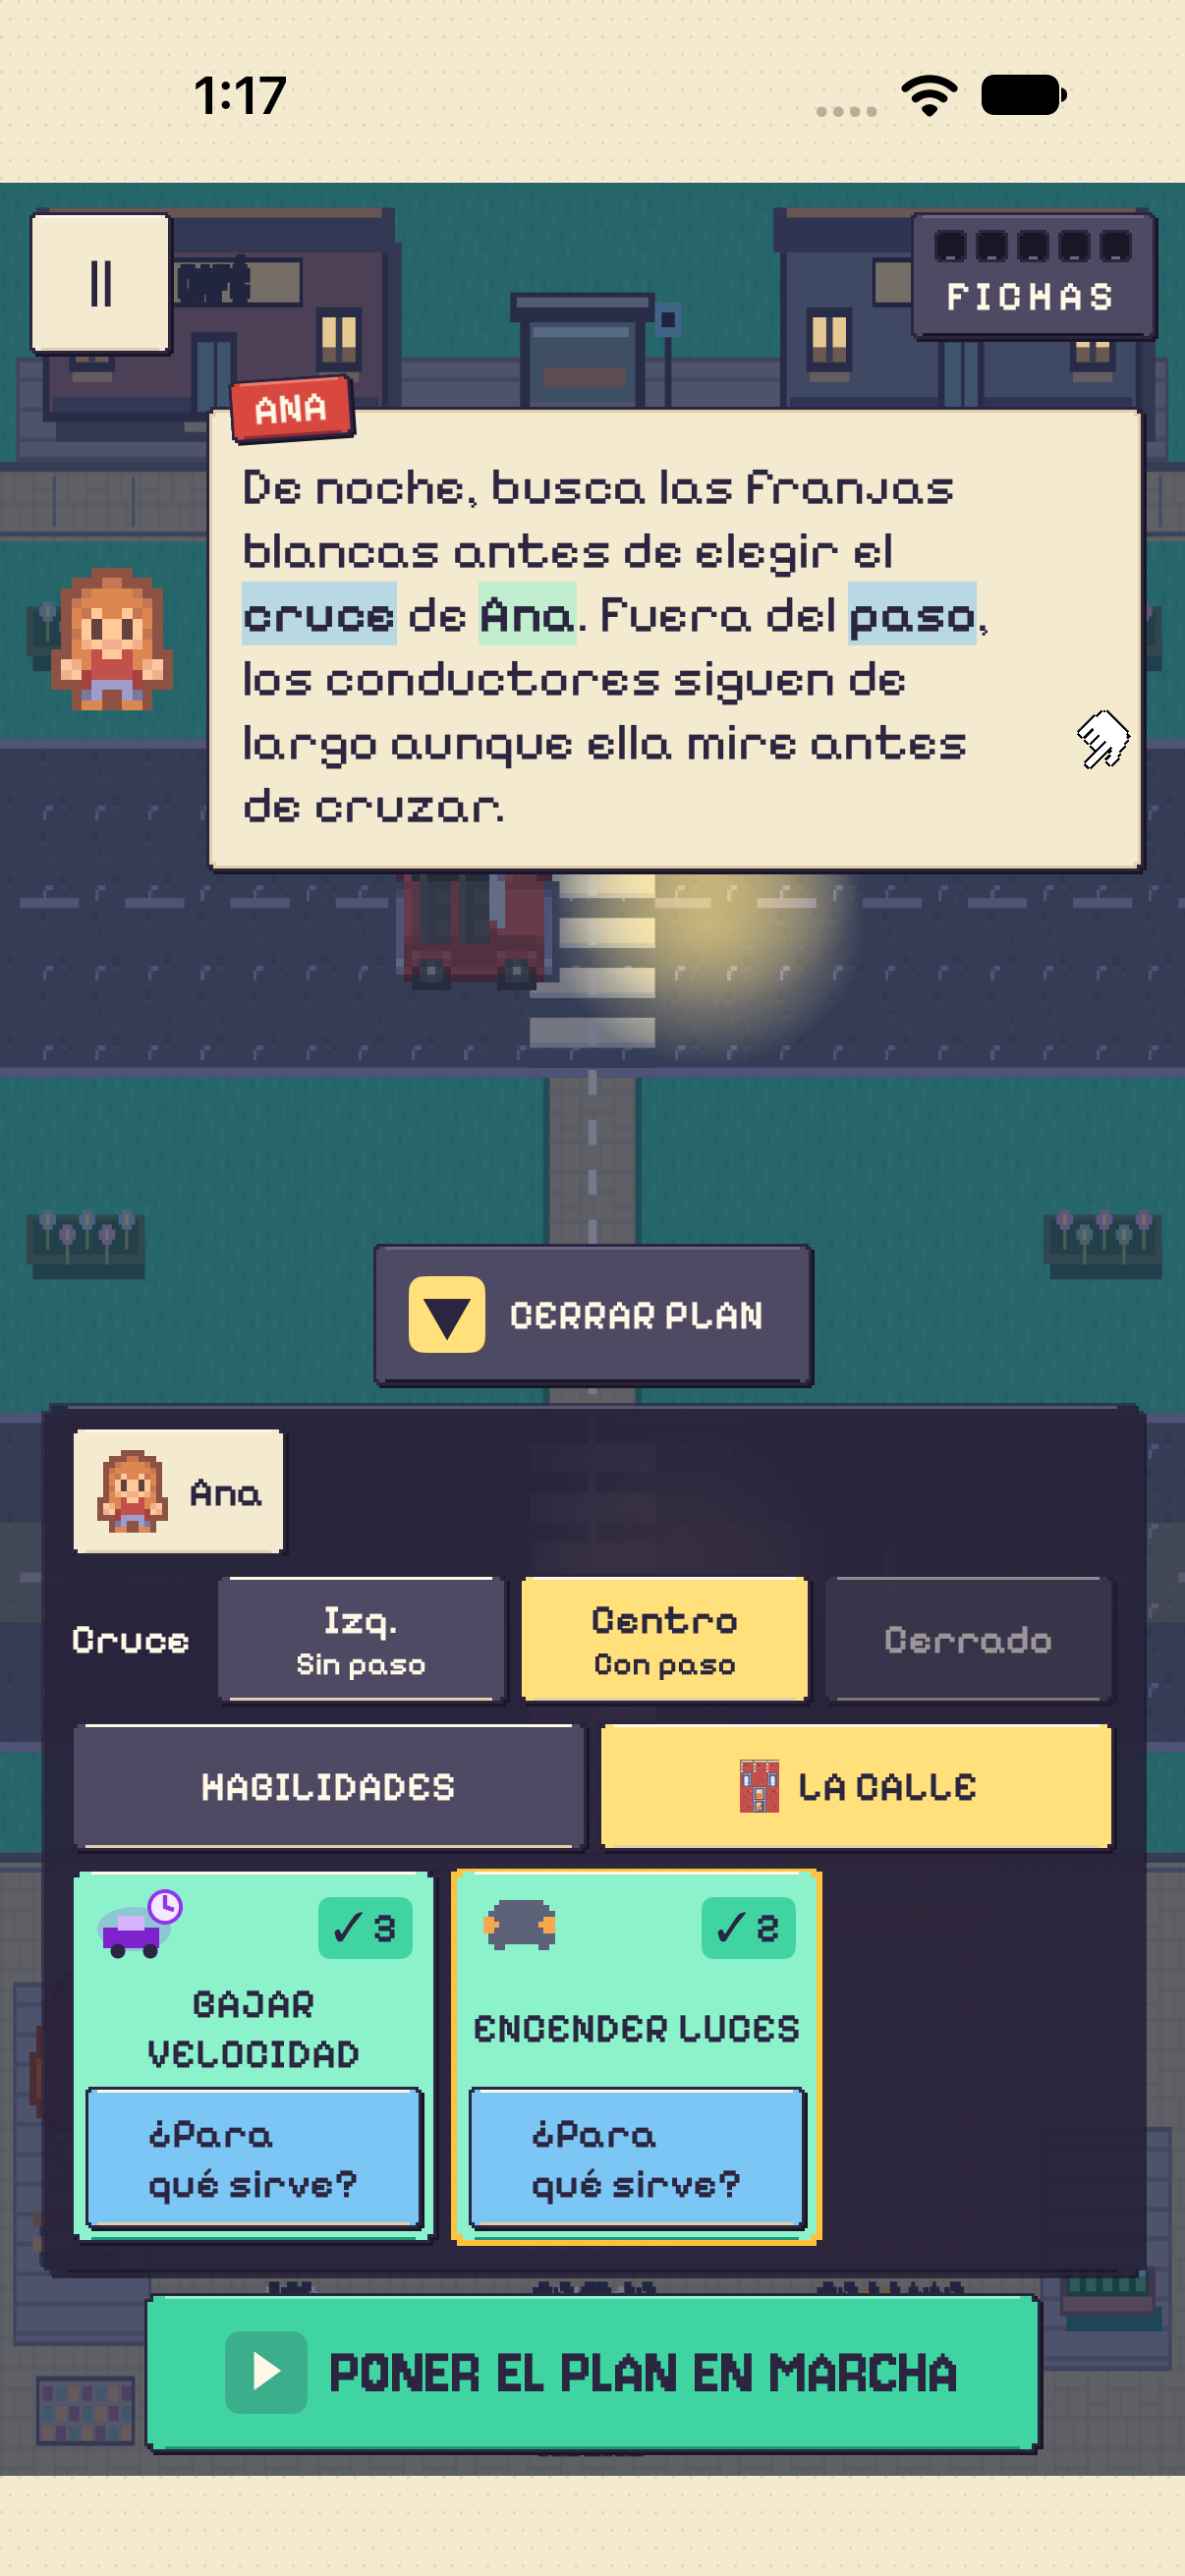 1:17
FICHAS
ANA
De noche, busca las franjas
blancas antes de elegir el
cruce de Ana. Fuera del paso,
los conductores siguen de
largo aunque ella mire antes
de cruzar.
CERRAR PLAN
Ana
Cruce
Izq.
Sin paso
Centro
Con paso
Cerrado
HABILIDADES
LA CALLE
✓3
✓2
BAJAR
VELOCIDAD
ENCENDER LUCES
¿Para
qué sirve?
¿Para
qué sirve?
PONER EL PLAN EN MARCHA